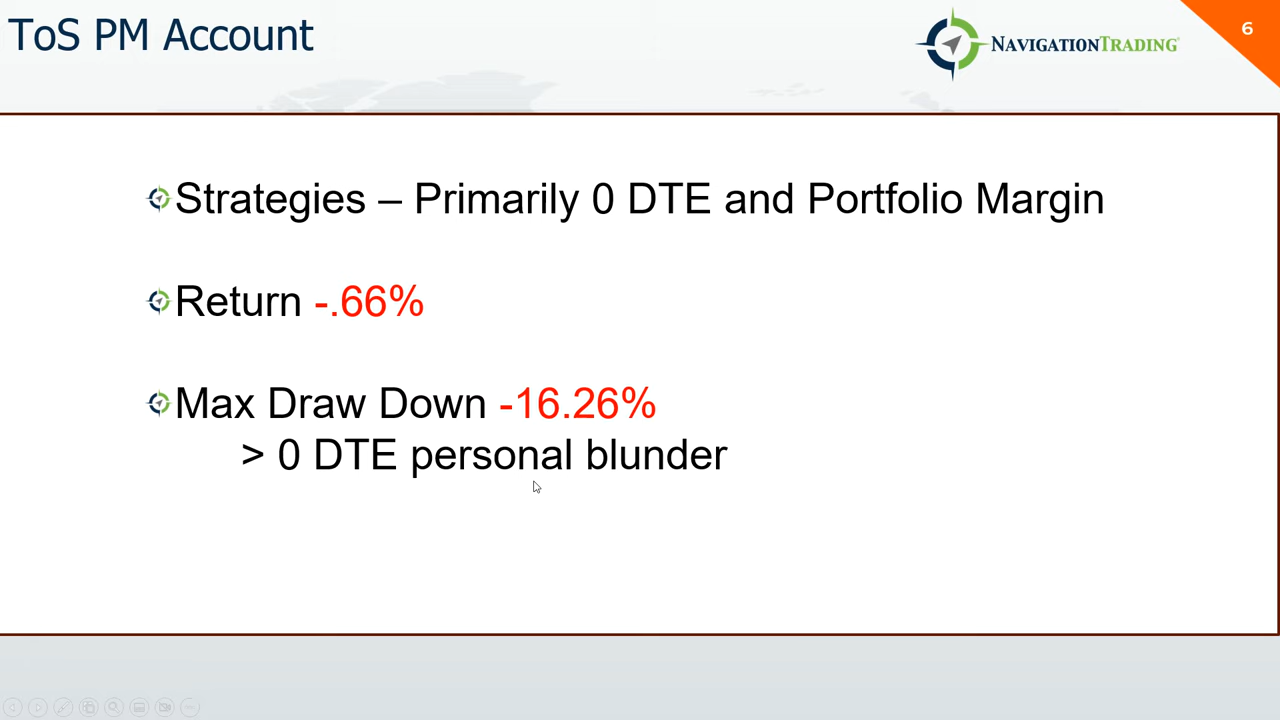 ToS PM Account
NAVIGATIONTRADING®
6
Strategies – Primarily 0 DTE and Portfolio Margin
Return -.66%
Max Draw Down -16.26%
> 0 DTE personal blunder